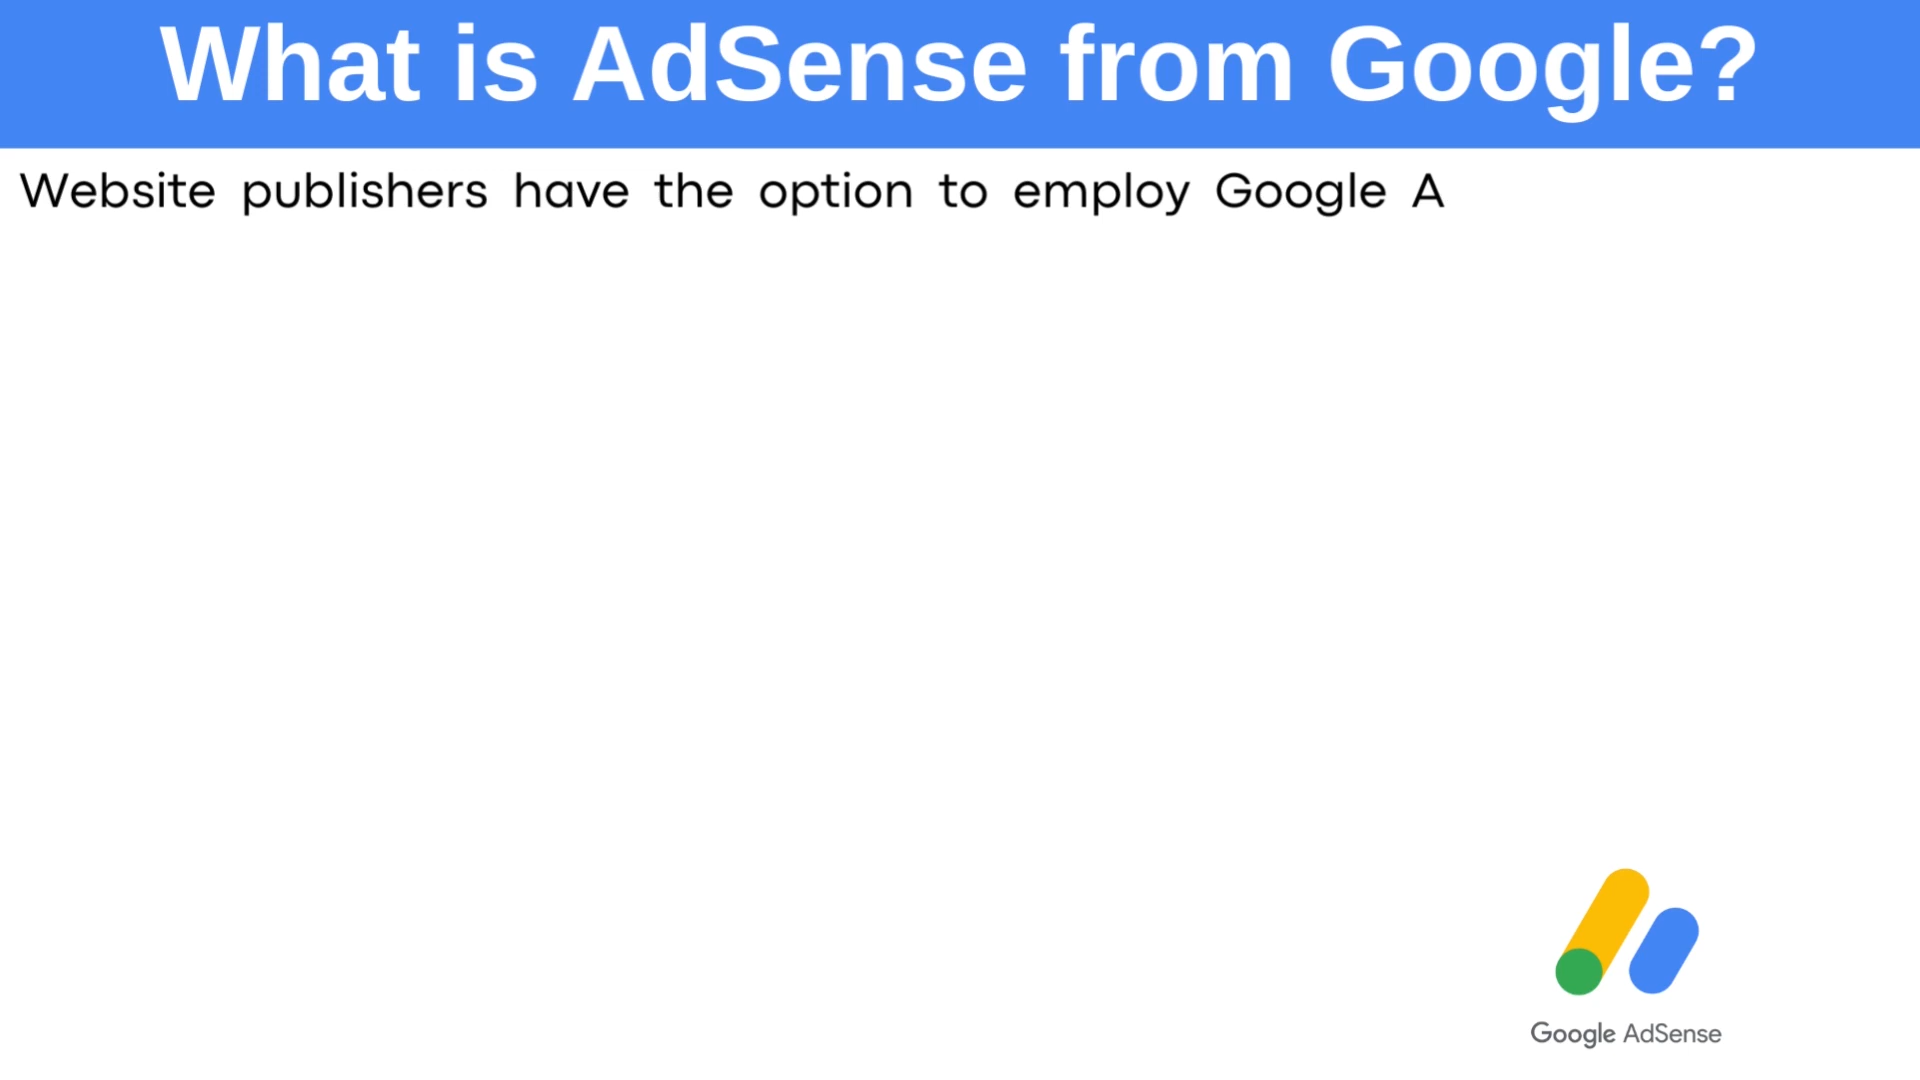 What is AdSense from Google?
Website publishers have the option to employ Google A
Google AdSense